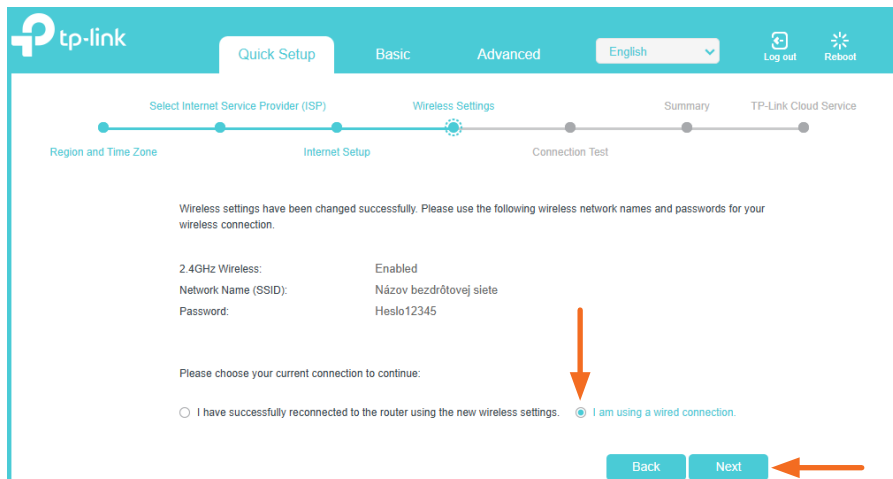 tp-link
Quick Setup Basic Advanced English Log out Reboot
Select Internet Service Provider (ISP) Wireless Settings Summary TP-Link Cloud Service
Region and Time Zone Internet Setup Connection Test
Wireless settings have been changed successfully. Please use the following wireless network names and passwords for your
wireless connection.
2.4GHz Wireless: Enabled
Network Name (SSID): Názov bezdrôtovej siete
Password: Heslo12345
Please choose your current connection to continue:
I have successfully reconnected to the router using the new wireless settings. I am using a wired connection.
Back Next